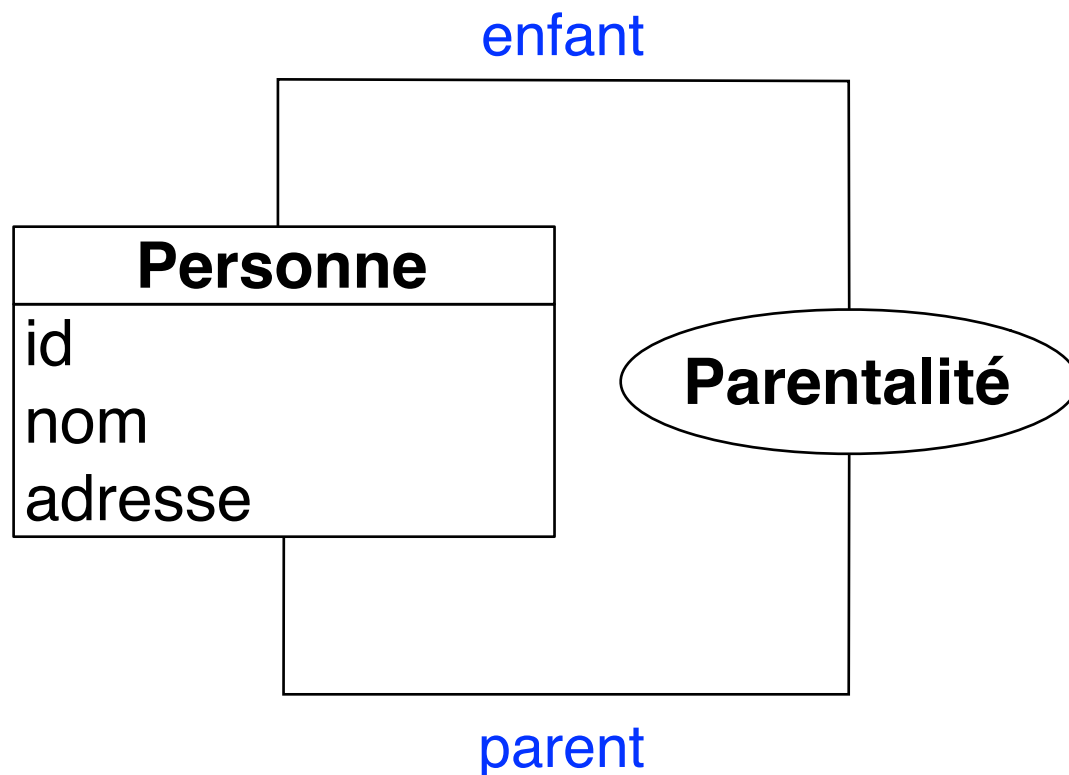 enfant
Personne
id
nom
adresse
Parentalité
parent